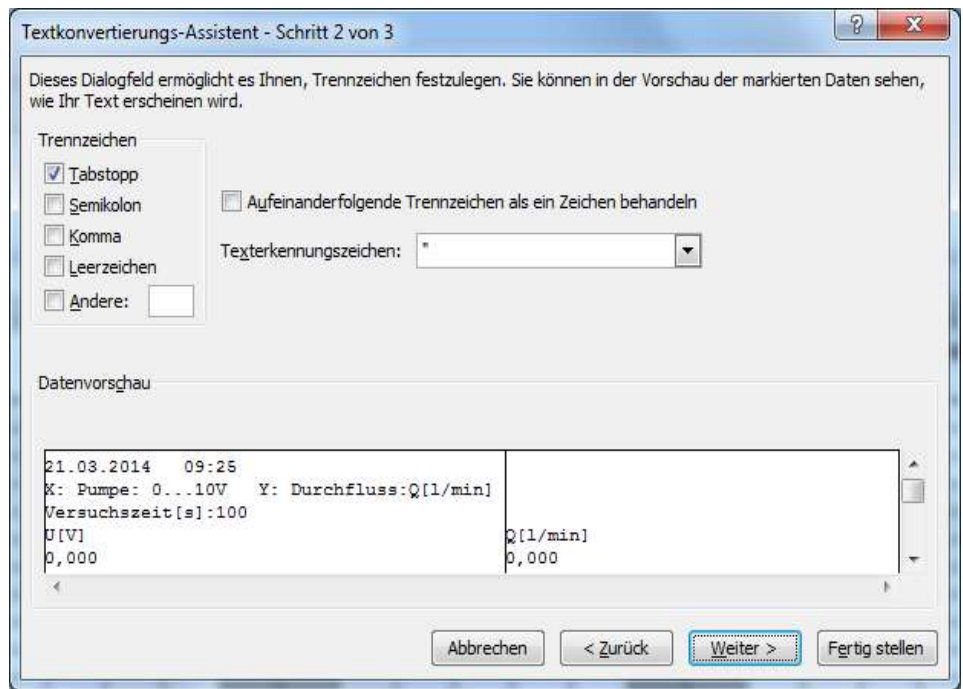 Textkonvertierungs-Assistent - Schritt 2 von 3
Dieses Dialogfeld ermöglicht es Ihnen, Trennzeichen festzulegen. Sie können in der Vorschau der markierten Daten sehen,
wie Ihr Text erscheinen wird.
Trennzeichen
Tabstopp
Semikolon
Komma
Leerzeichen
Andere:
Aufeinanderfolgende Trennzeichen als ein Zeichen behandeln
Texterkennungszeichen: "
Datenvorschau
21.03.2014   09:25
X: Pumpe: 0...10V   Y: Durchfluss:Q[l/min]
Versuchszeit[s]:100
U[V] Q[l/min]
0,000 0,000
Abbrechen < Zurück Weiter > Fertig stellen